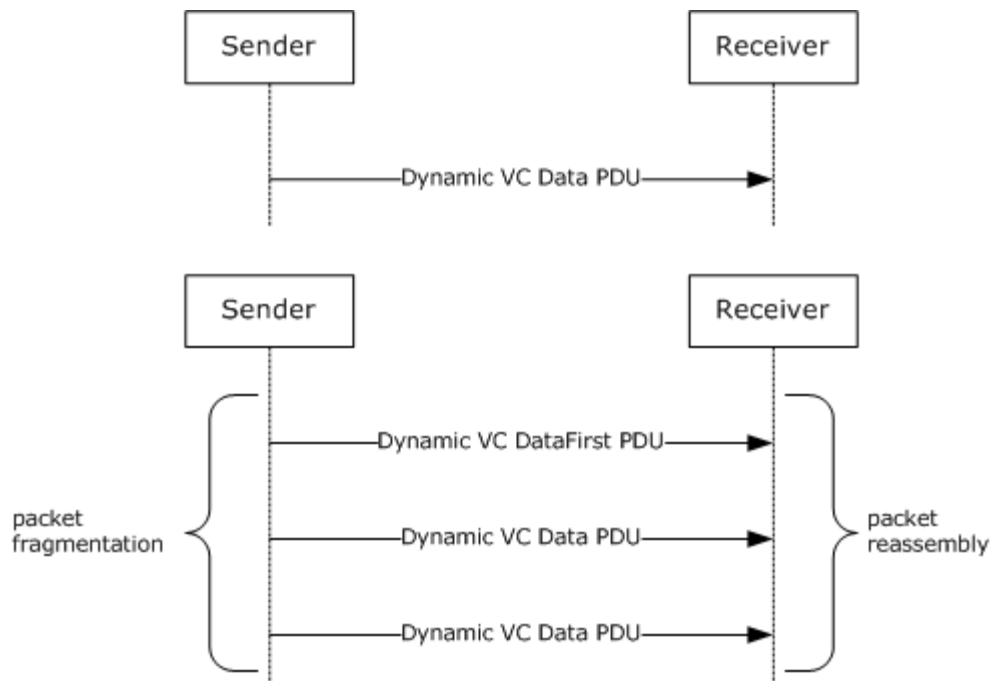 Sender
Receiver
Dynamic VC Data PDU
Sender
Receiver
Dynamic VC DataFirst PDU
packet
fragmentation
Dynamic VC Data PDU
packet
reassembly
Dynamic VC Data PDU